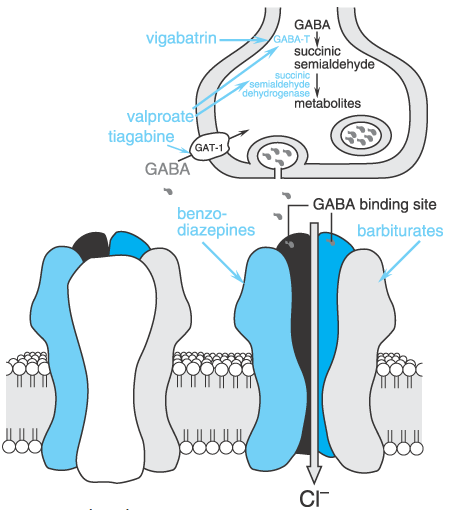 GABA
vigabatrin
GABA-T
succinic
semialdehyde
succinic
semialdehyde
dehydrogenase
metabolites
valproate
tiagabine
GAT-1
GABA
GABA binding site
benzo-
diazepines
barbiturates
Cl⁻